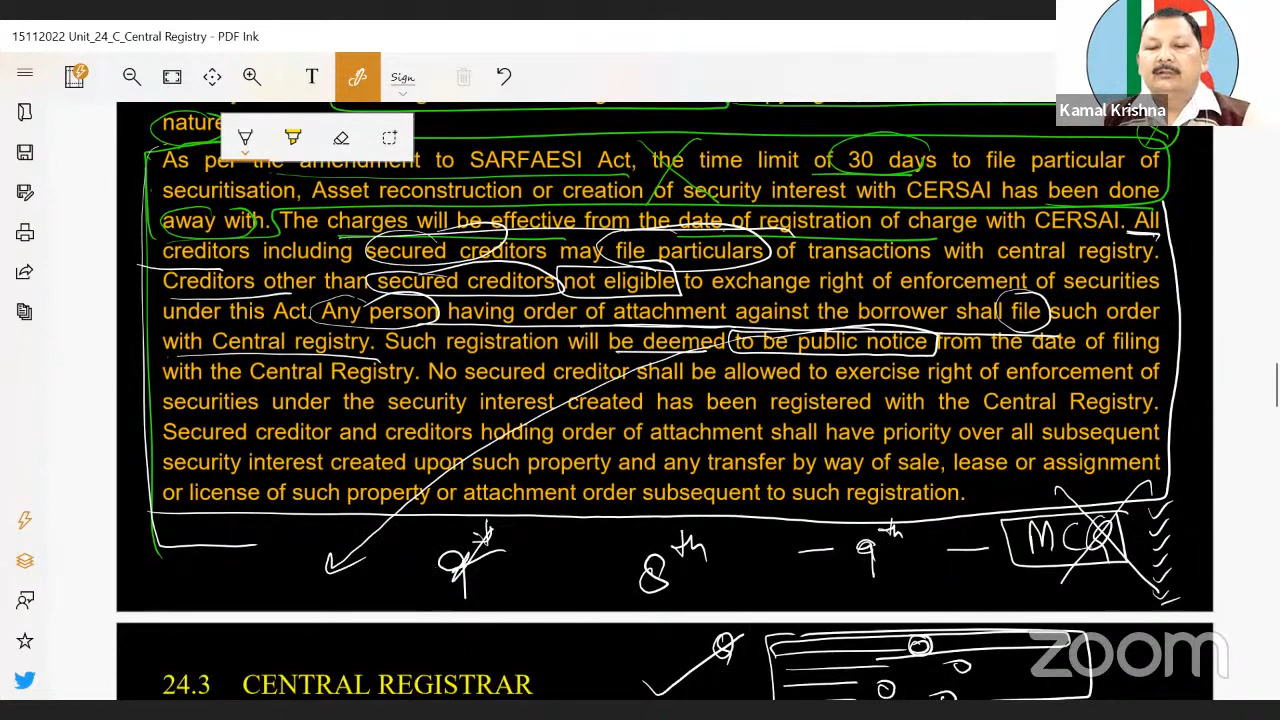 15112022 Unit_24_C_Central Registry - PDF Ink
T
Sign
Kamal Krishna
nature
As per the amendment to SARFAESI Act, the time limit of 30 days to file particular of
securitisation, Asset reconstruction or creation of security interest with CERSAI has been done
away with. The charges will be effective from the date of registration of charge with CERSAI. All
creditors including secured creditors may file particulars of transactions with central registry.
Creditors other than secured creditors not eligible to exchange right of enforcement of securities
under this Act. Any person having order of attachment against the borrower shall file such order
with Central registry. Such registration will be deemed to be public notice from the date of filing
with the Central Registry. No secured creditor shall be allowed to exercise right of enforcement of
securities under the security interest created has been registered with the Central Registry.
Secured creditor and creditors holding order of attachment shall have priority over all subsequent
security interest created upon such property and any transfer by way of sale, lease or assignment
or license of such property or attachment order subsequent to such registration.
8th - 9th - MCQ
24.3 CENTRAL REGISTRAR
zoom